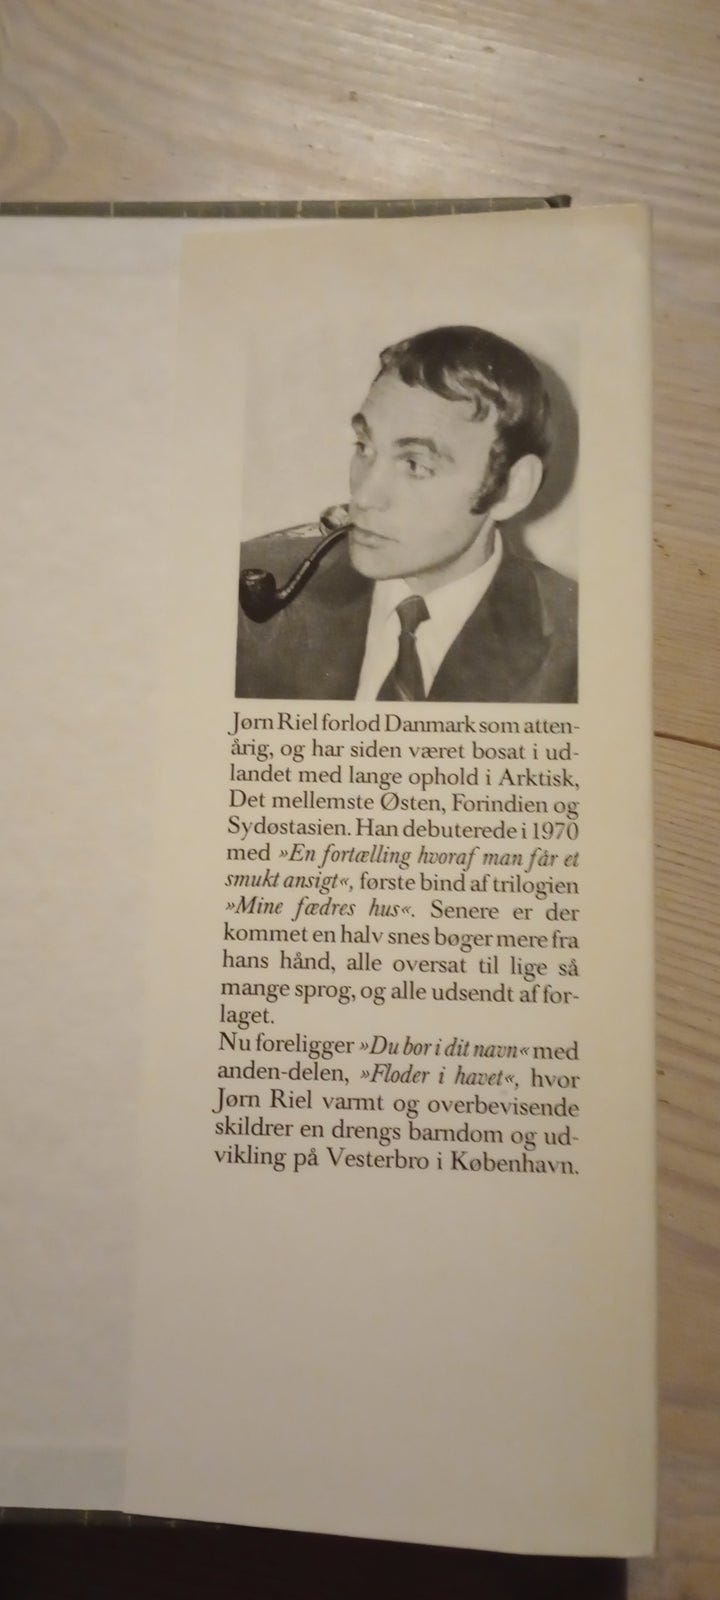 Jørn Riel forlod Danmark som atten-
årig, og har siden været bosat i ud-
landet med lange ophold i Arktisk,
Det mellemste Østen, Forindien og
Sydøstasien. Han debuterede i 1970
med »En fortælling hvoraf man får et
smukt ansigt«, første bind af trilogien
»Mine fædres hus«. Senere er der
kommet en halv snes bøger mere fra
hans hånd, alle oversat til lige så
mange sprog, og alle udsendt af for-
laget.
Nu foreligger »Du bor i dit navn« med
anden-delen, »Floder i havet«, hvor
Jørn Riel varmt og overbevisende
skildrer en drengs barndom og ud-
vikling på Vesterbro i København.